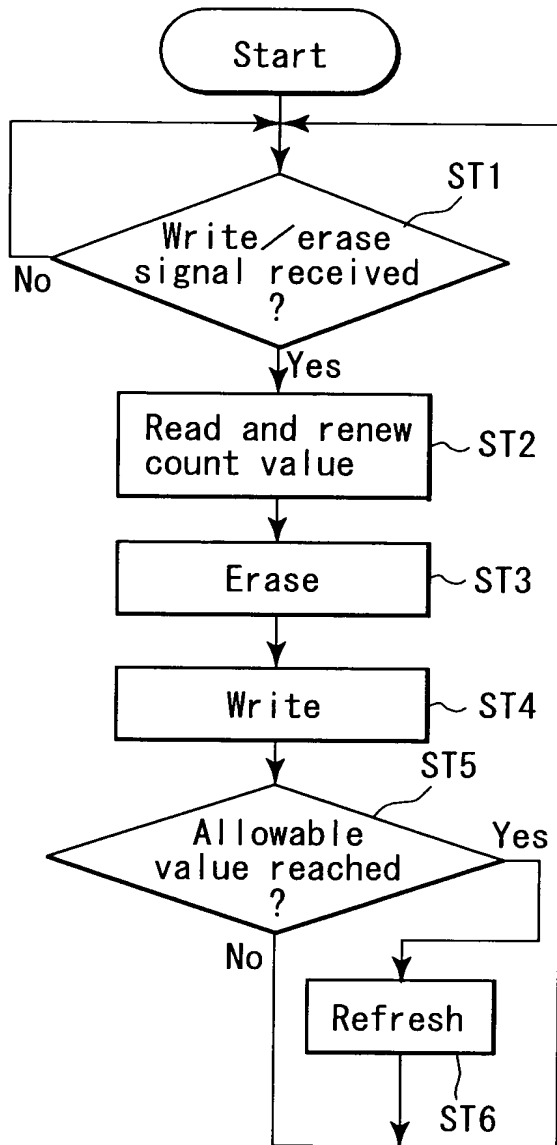 Start
ST1
Write/erase
signal received
?
No
Yes
Read and renew
count value
ST2
Erase
ST3
Write
ST4
ST5
Allowable
value reached
?
Yes
No
Refresh
ST6